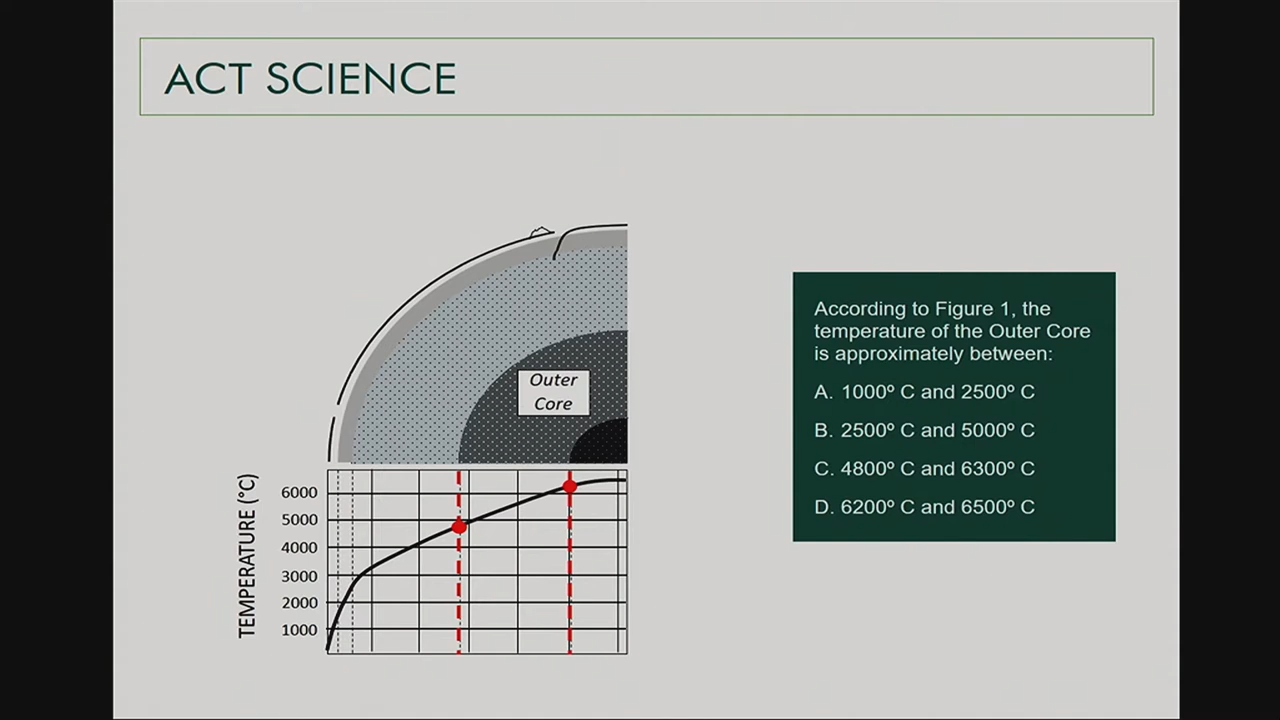 ACT SCIENCE
Outer
Core
TEMPERATURE (°C)
6000
5000
4000
3000
2000
1000
According to Figure 1, the
temperature of the Outer Core
is approximately between:
A. 1000º C and 2500º C
B. 2500º C and 5000º C
C. 4800º C and 6300º C
D. 6200º C and 6500º C